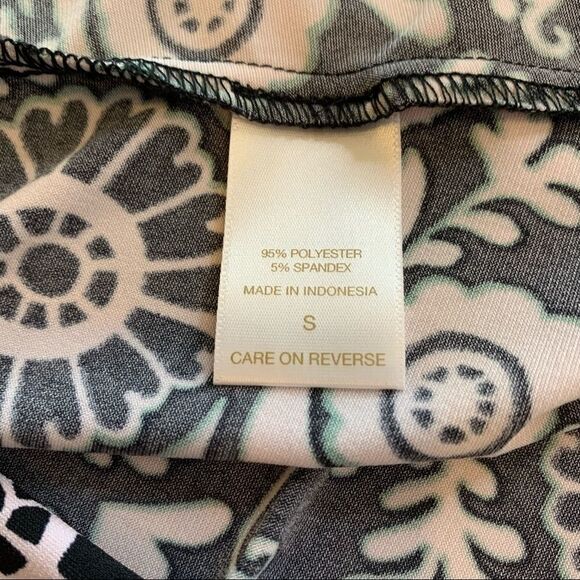 95% POLYESTER
5% SPANDEX
MADE IN INDONESIA
S
CARE ON REVERSE